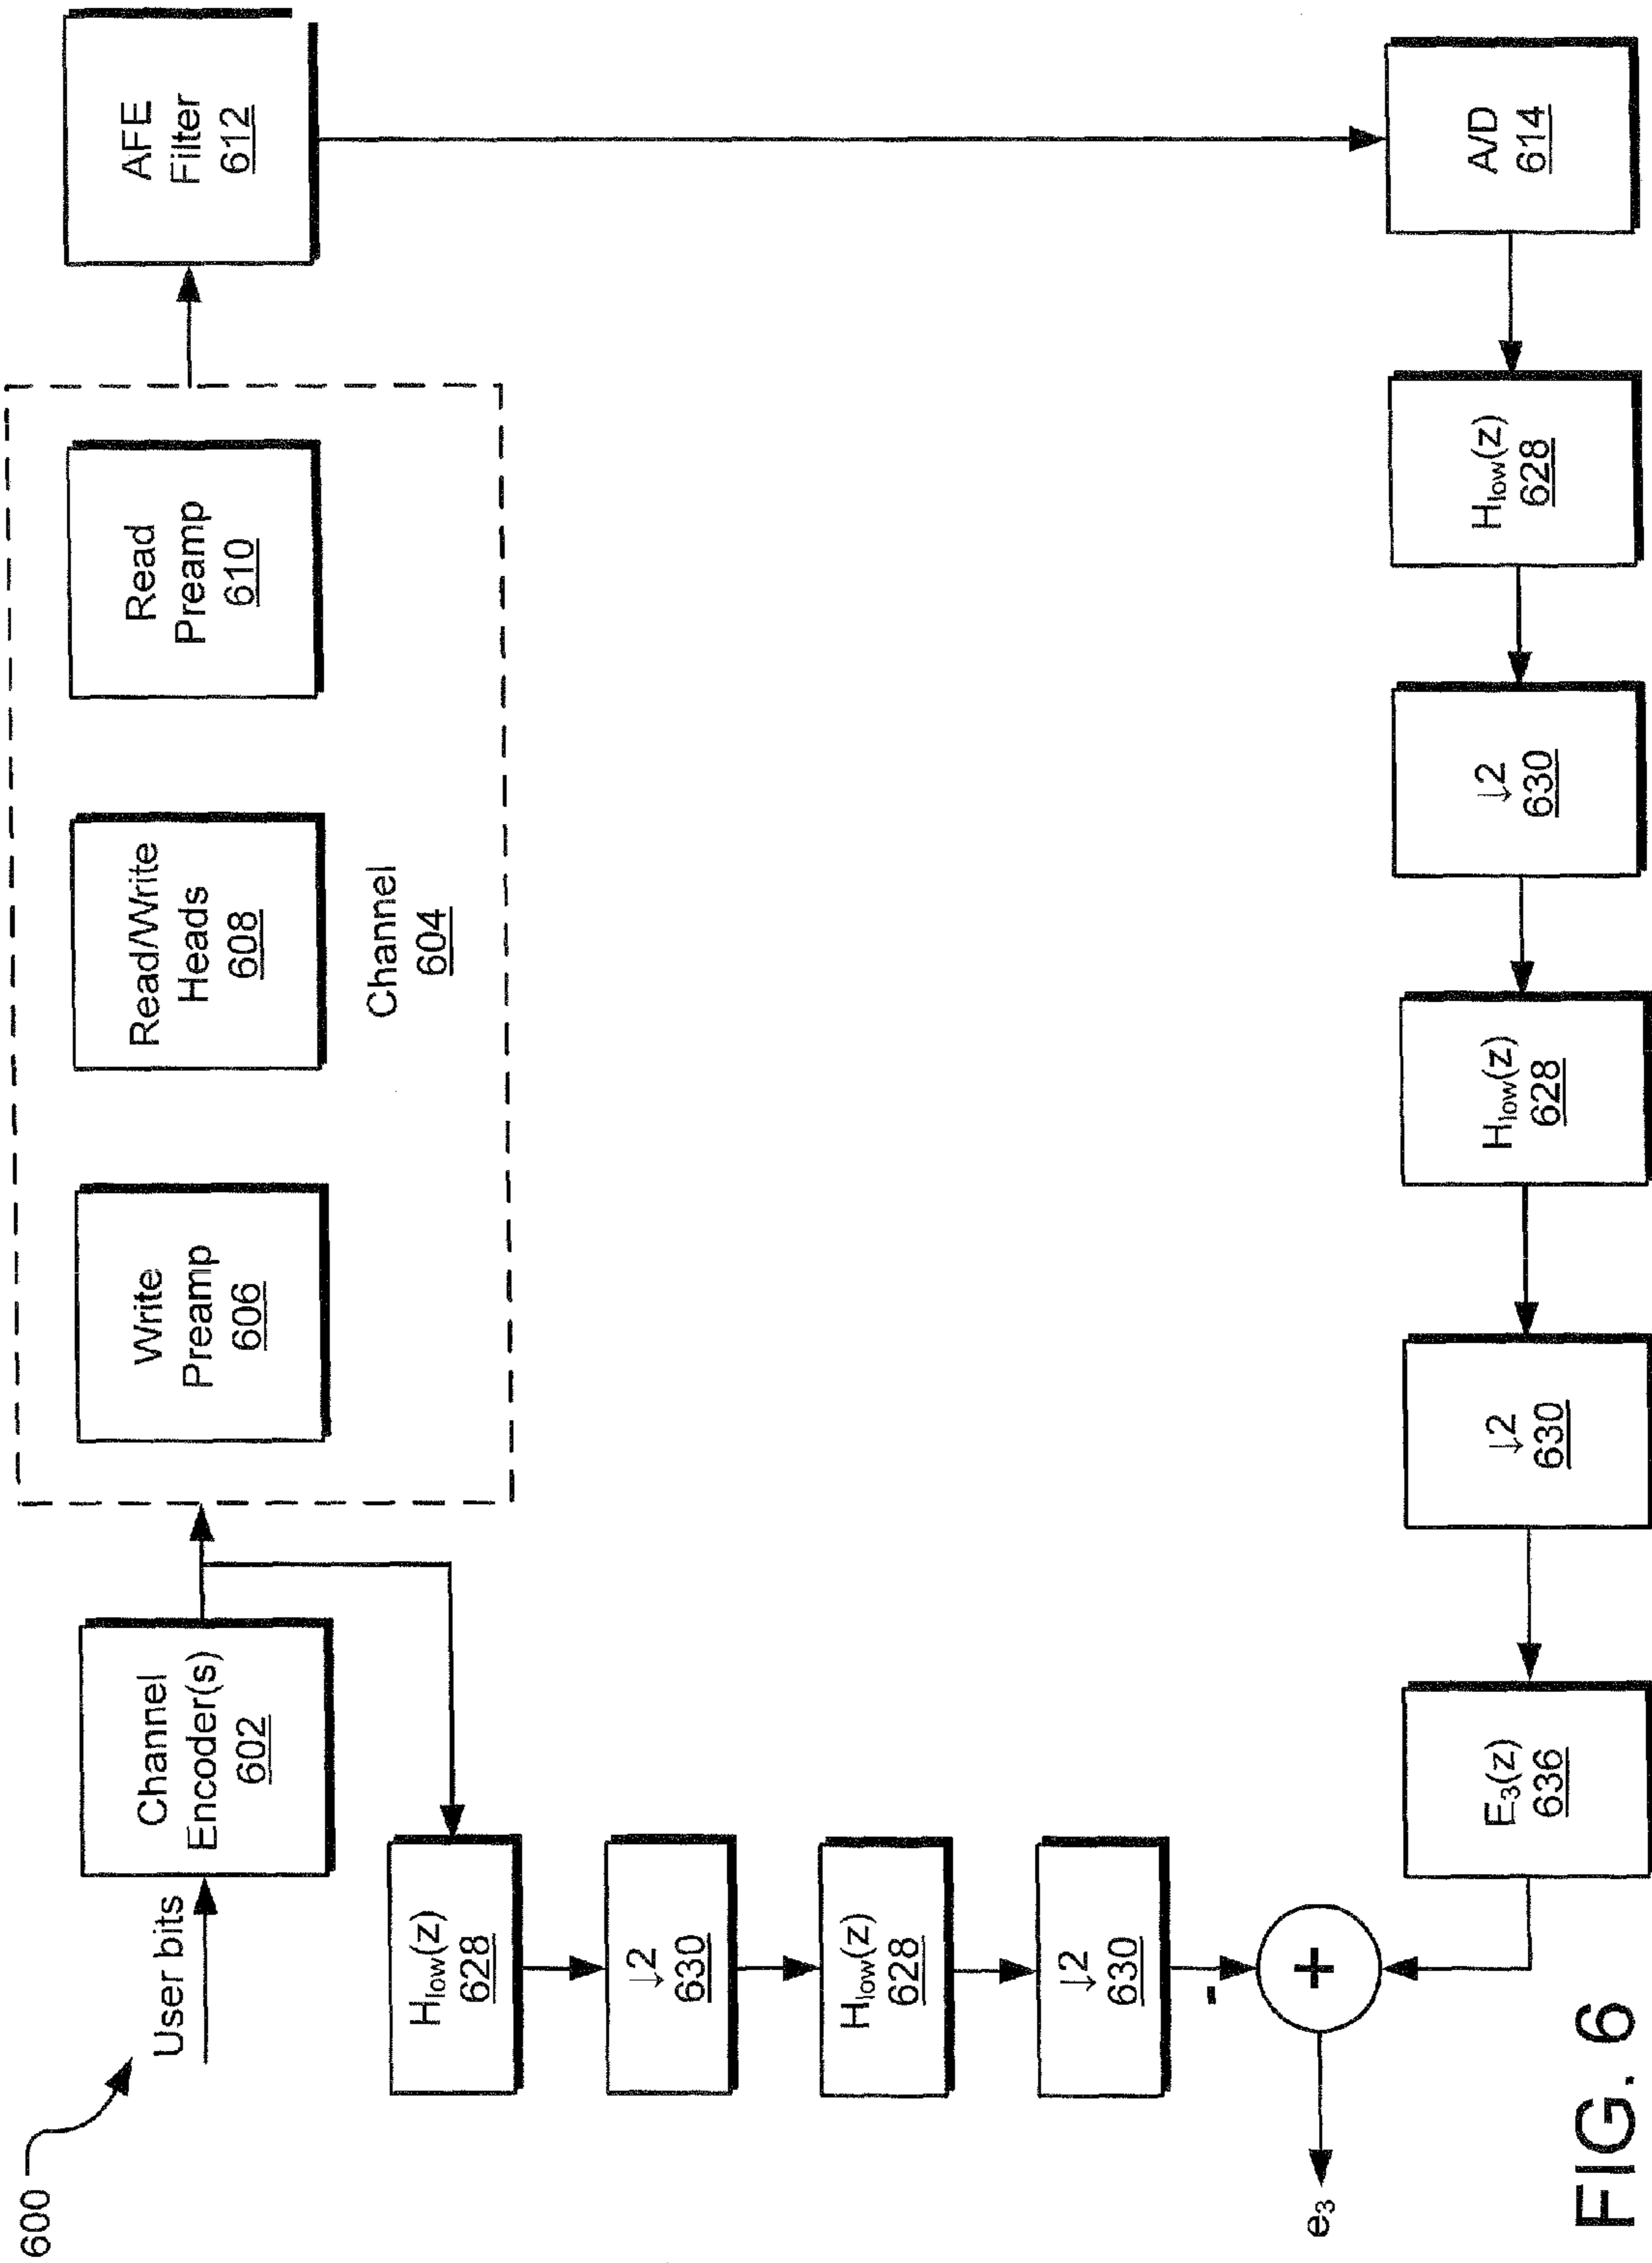 600
User bits
Channel
Encoder(s)
602
Write
Preamp
606
Read/Write
Heads
608
Read
Preamp
610
Channel
604
AFE
Filter
612
H_low(z)
628
↓2
630
H_low(z)
628
↓2
630
-
+
e₃
E₃(z)
636
↓2
630
H_low(z)
628
↓2
630
H_low(z)
628
A/D
614
FIG. 6